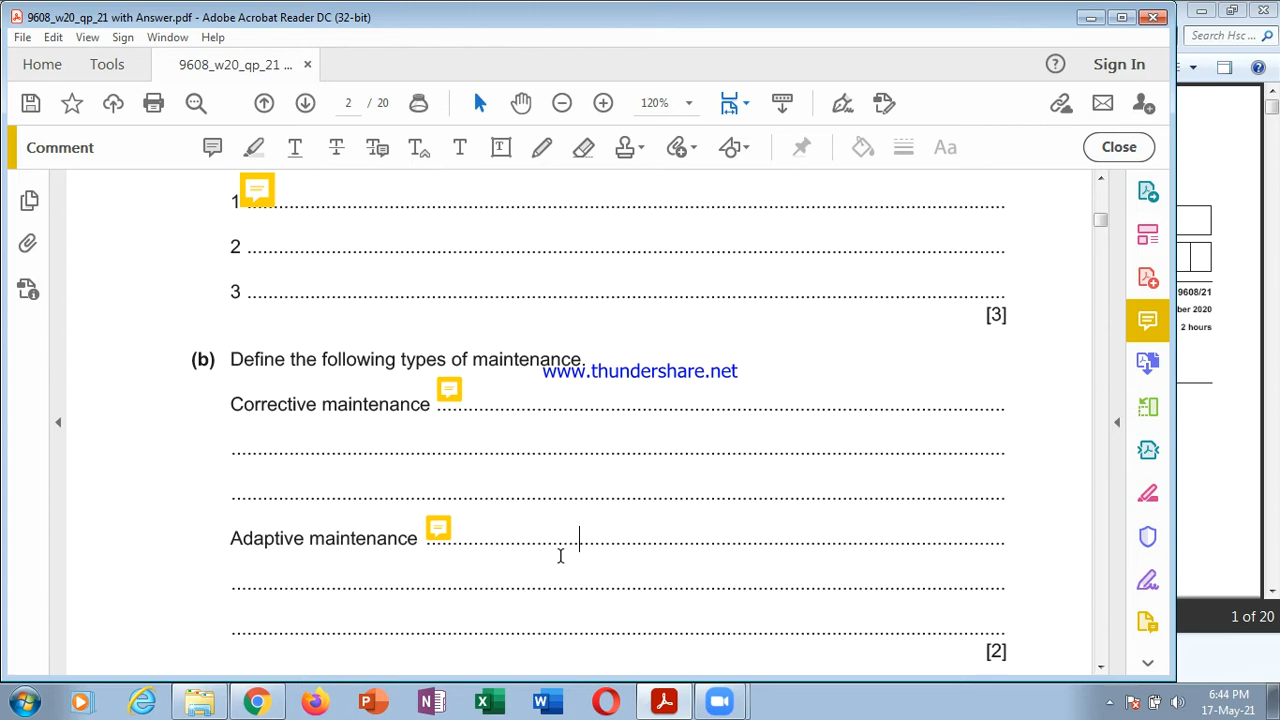 9608_w20_qp_21 with Answer.pdf - Adobe Acrobat Reader DC (32-bit)
File Edit View Sign Window Help
Search Hsc
Home Tools 9608_w20_qp_21 ... × Sign In
2 / 20 120%
Comment Close
1 ....................
2 ....................
3 ....................
[3]
9608/21
ber 2020
2 hours
(b) Define the following types of maintenance.
www.thundershare.net
Corrective maintenance ....................
Adaptive maintenance ....................
[2]
1 of 20
6:44 PM
17-May-21